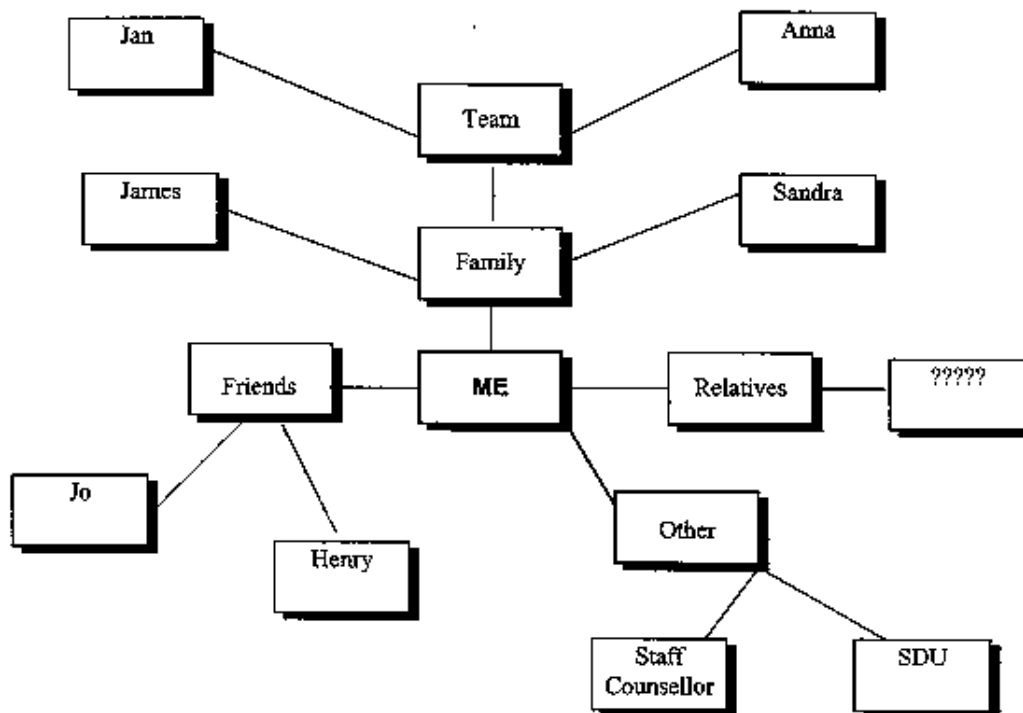 Jan
Anna
Team
James
Sandra
Family
Friends
ME
Relatives
?????
Jo
Henry
Other
Staff
Counsellor
SDU